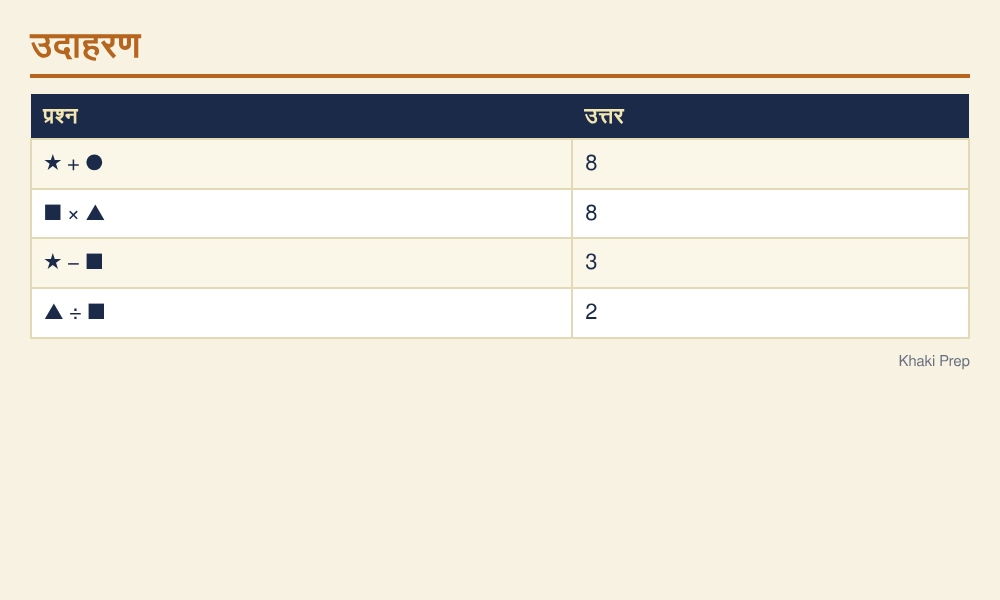 उदाहरण
प्रश्न उत्तर
★ + ● 8
■ × ▲ 8
★ − ■ 3
▲ ÷ ■ 2
Khaki Prep